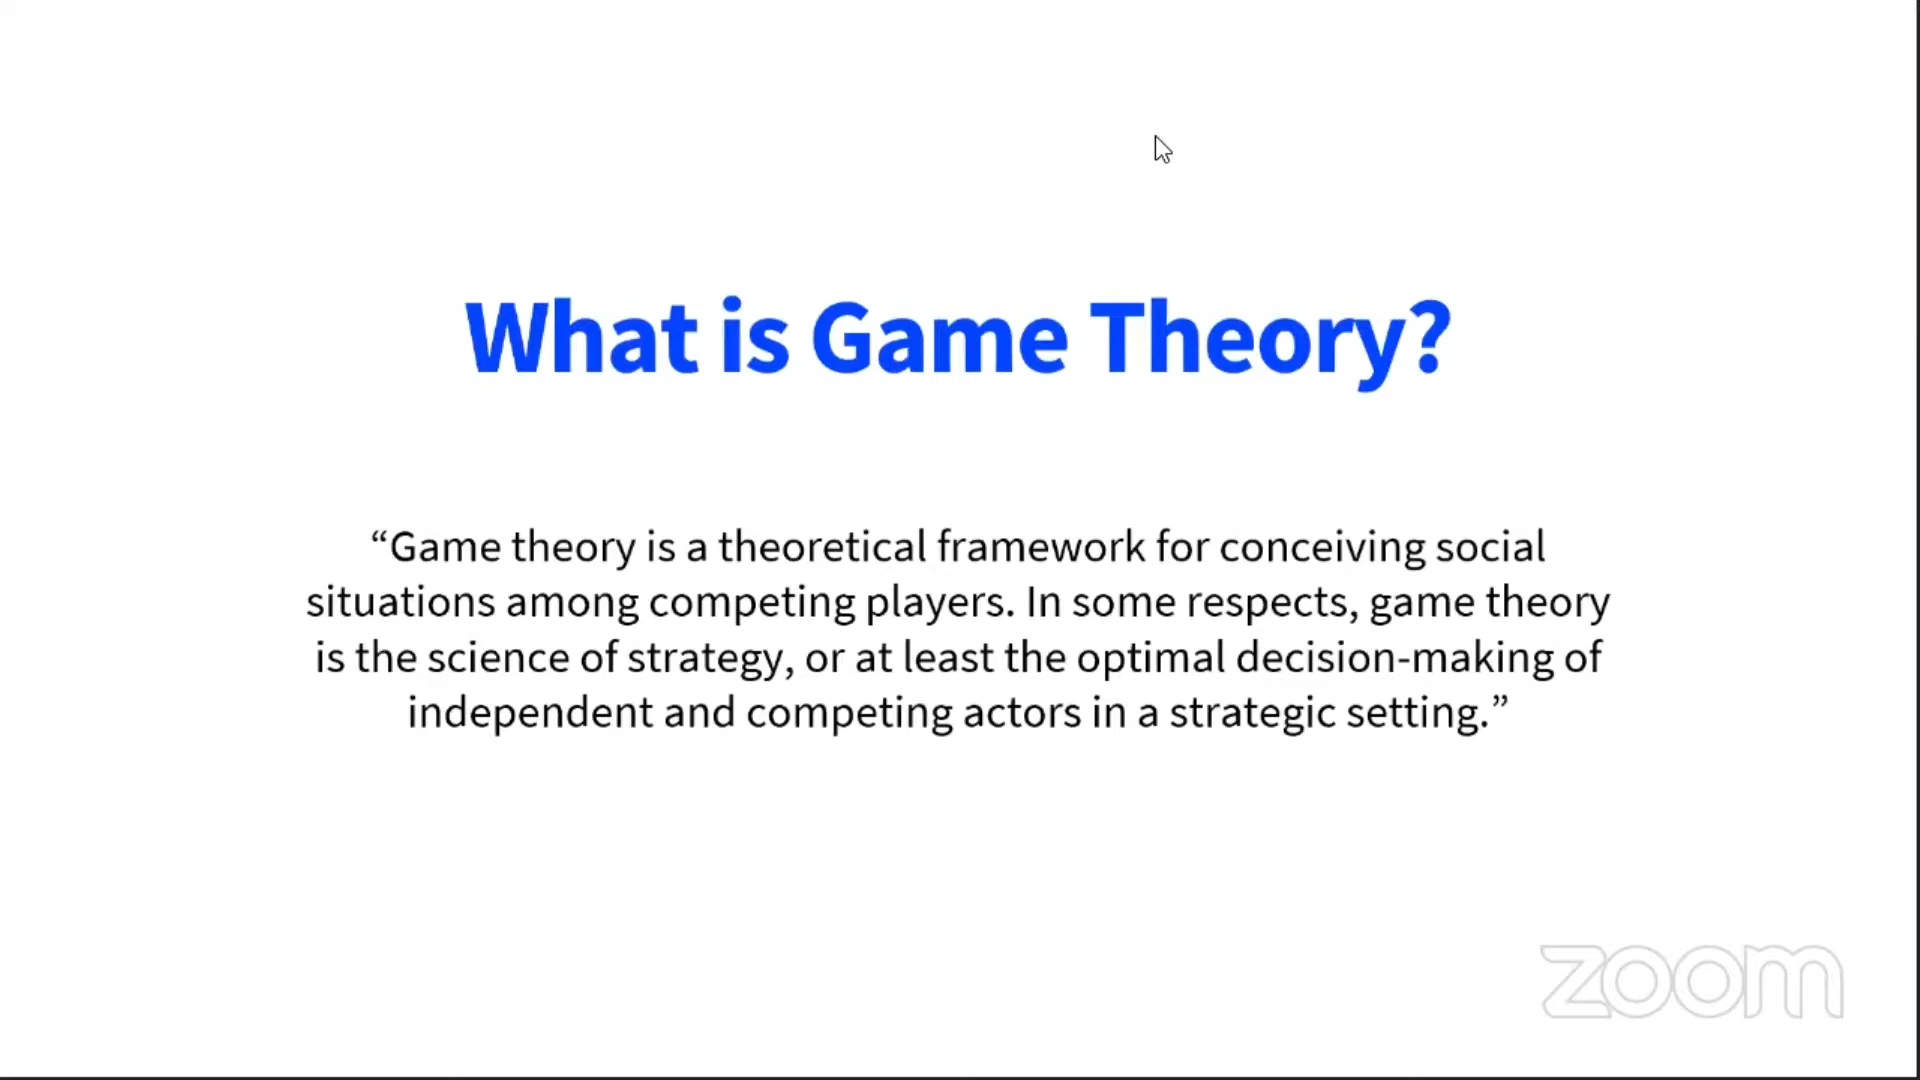 What is Game Theory?
“Game theory is a theoretical framework for conceiving social
situations among competing players. In some respects, game theory
is the science of strategy, or at least the optimal decision-making of
independent and competing actors in a strategic setting.”
zoom